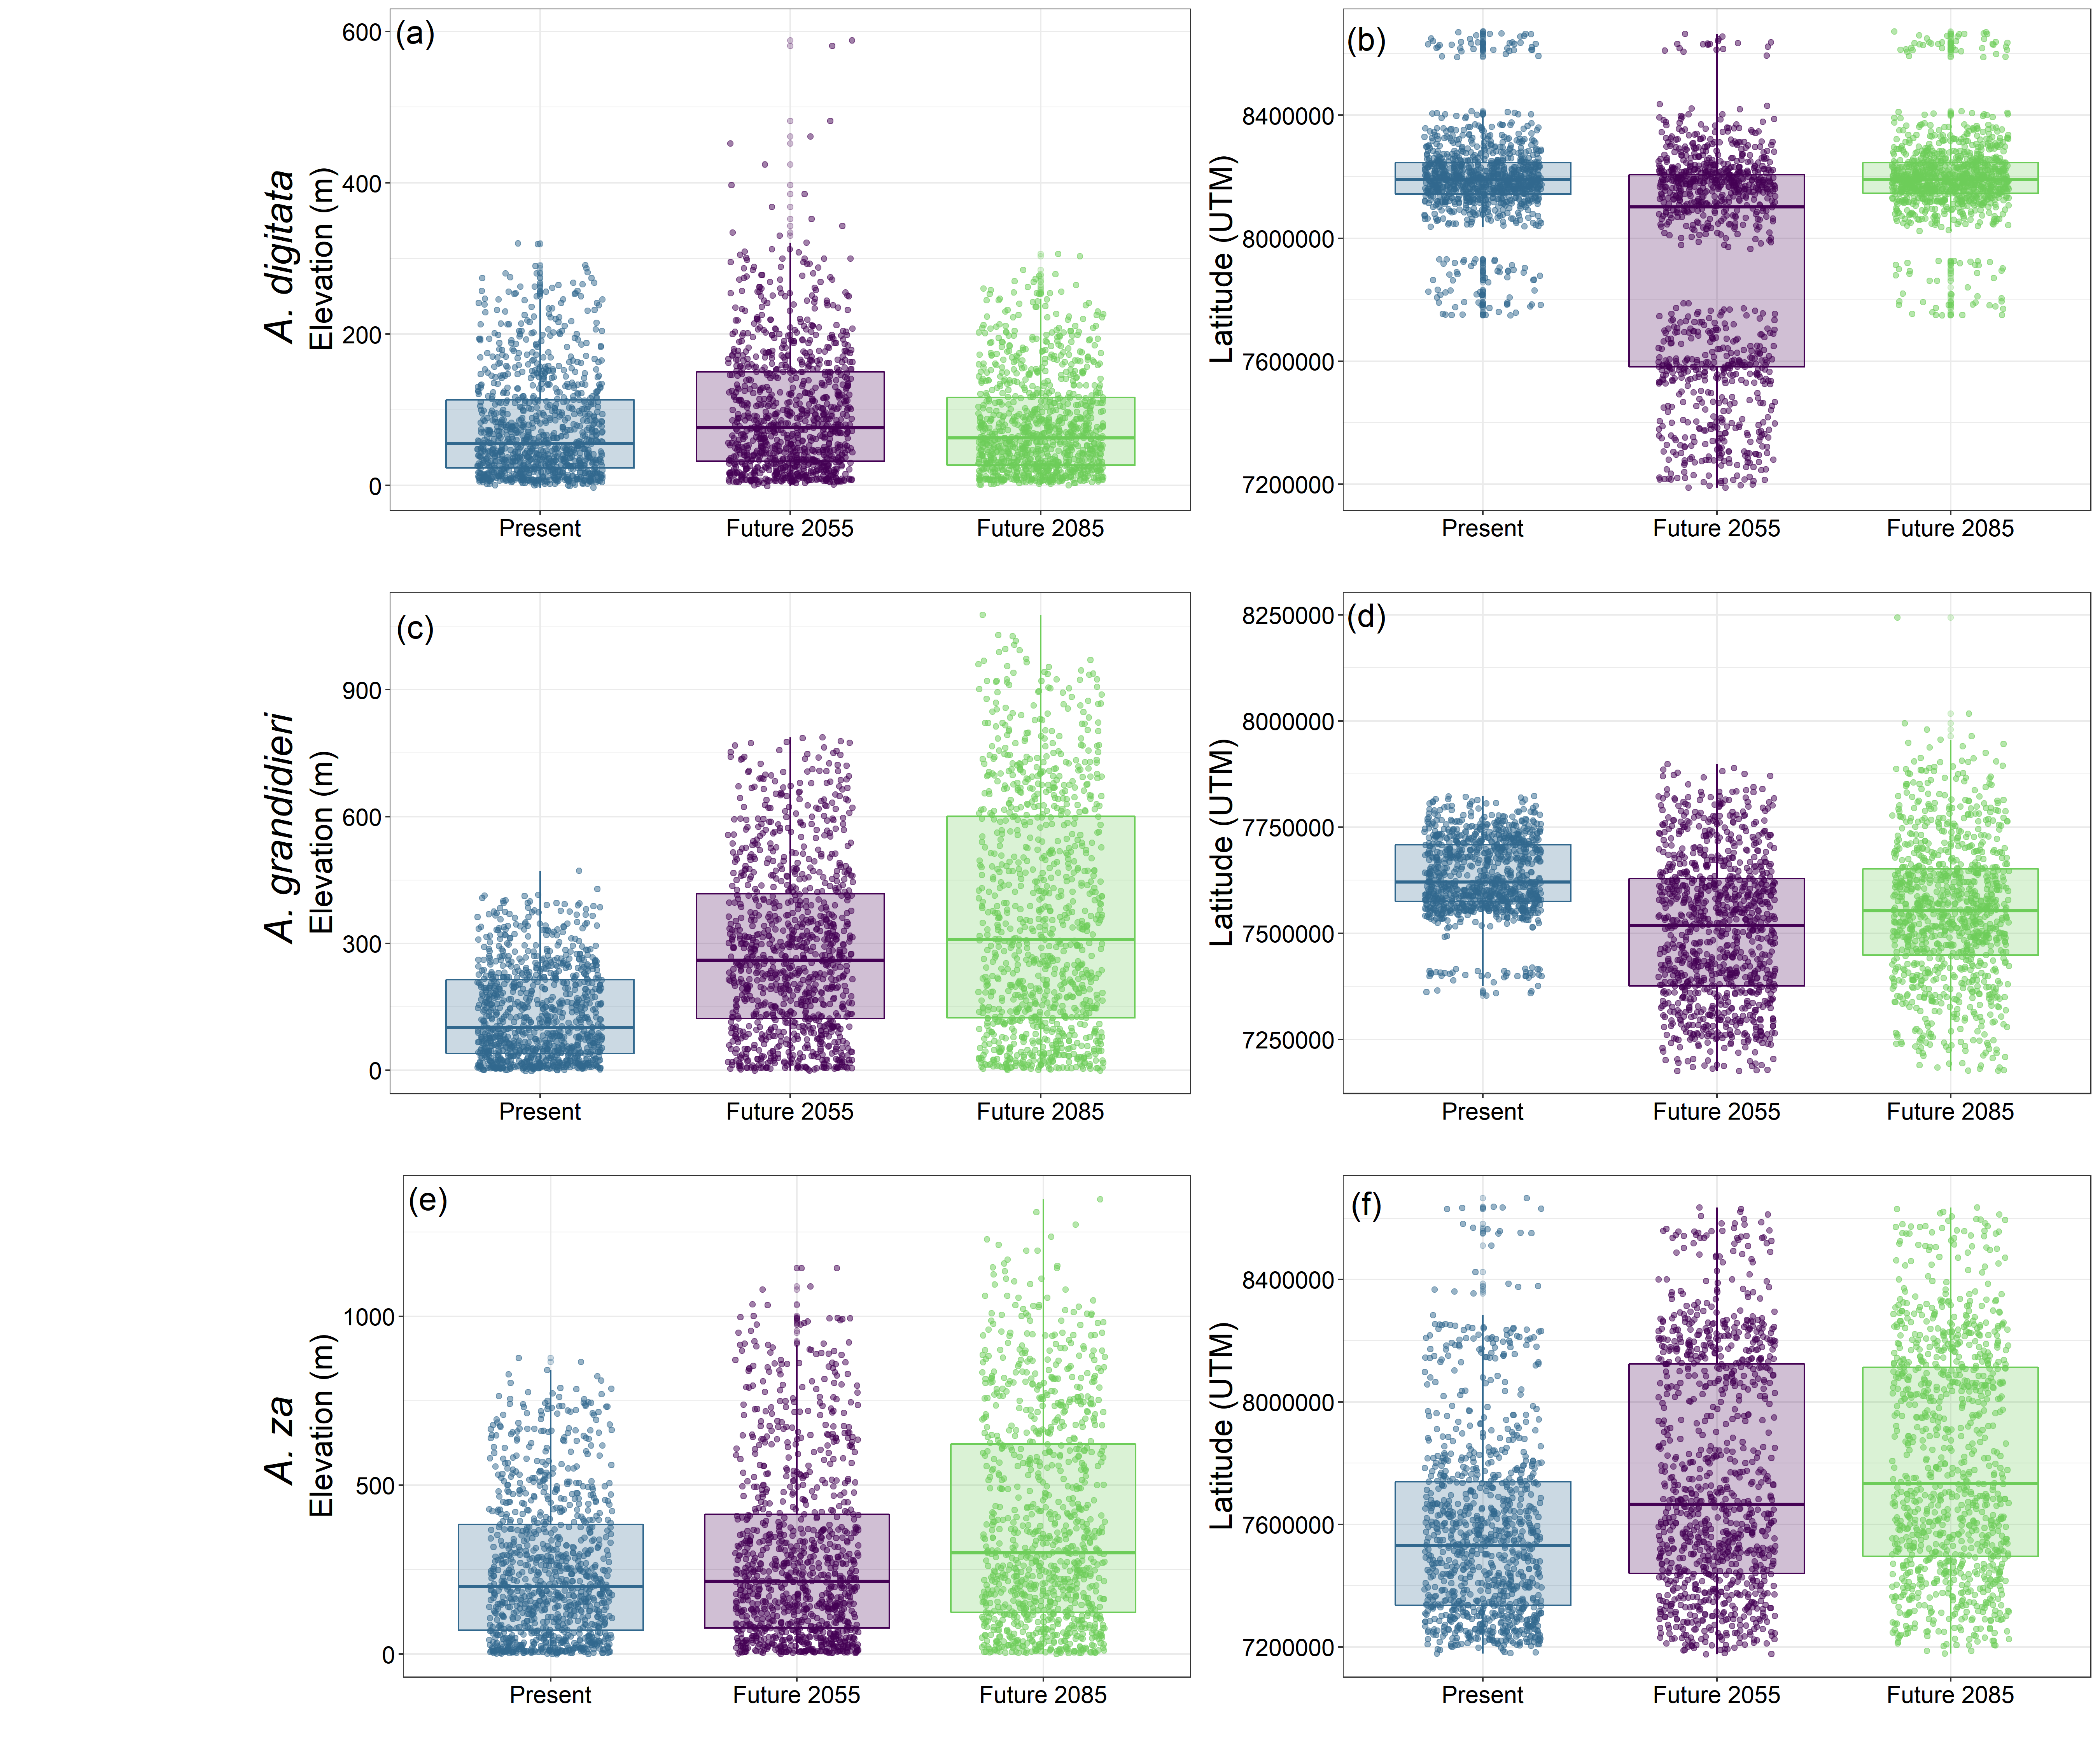 (a)
A. digitata
Elevation (m)
600
400
200
0
Present
Future 2055
Future 2085
(b)
Latitude (UTM)
8400000
8000000
7600000
7200000
Present
Future 2055
Future 2085
(c)
A. grandidieri
Elevation (m)
900
600
300
0
Present
Future 2055
Future 2085
(d)
Latitude (UTM)
8250000
8000000
7750000
7500000
7250000
Present
Future 2055
Future 2085
(e)
A. za
Elevation (m)
1000
500
0
Present
Future 2055
Future 2085
(f)
Latitude (UTM)
8400000
8000000
7600000
7200000
Present
Future 2055
Future 2085